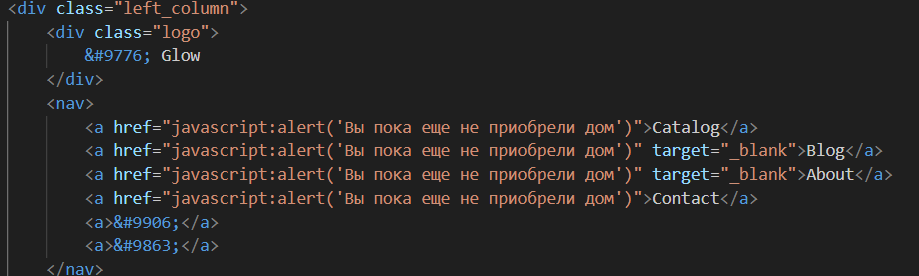 <div class="left_column">
<div class="logo">
&#9776; Glow
</div>
<nav>
<a href="javascript:alert('Вы пока еще не приобрели дом')">Catalog</a>
<a href="javascript:alert('Вы пока еще не приобрели дом')" target="_blank">Blog</a>
<a href="javascript:alert('Вы пока еще не приобрели дом')" target="_blank">About</a>
<a href="javascript:alert('Вы пока еще не приобрели дом')">Contact</a>
<a>&#9906;</a>
<a>&#9863;</a>
</nav>